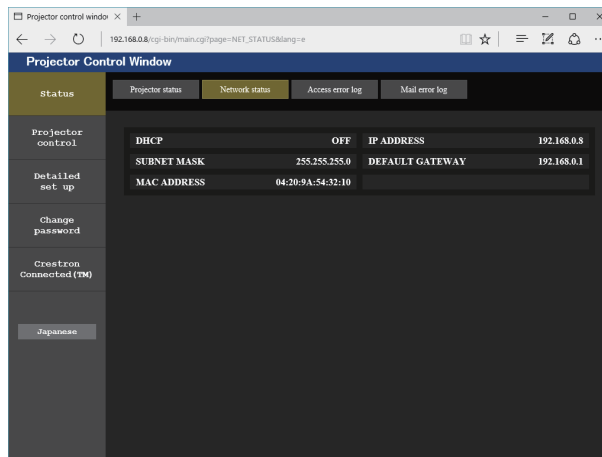 Projector control windov
192.168.0.8/cgi-bin/main.cgi?page=NET_STATUS&lang=e
Projector Control Window
Status
Projector status
Network status
Access error log
Mail error log
Projector
control
DHCP OFF IP ADDRESS 192.168.0.8
SUBNET MASK 255.255.255.0 DEFAULT GATEWAY 192.168.0.1
MAC ADDRESS 04:20:9A:54:32:10
Detailed
set up
Change
password
Crestron
Connected(TM)
Japanese